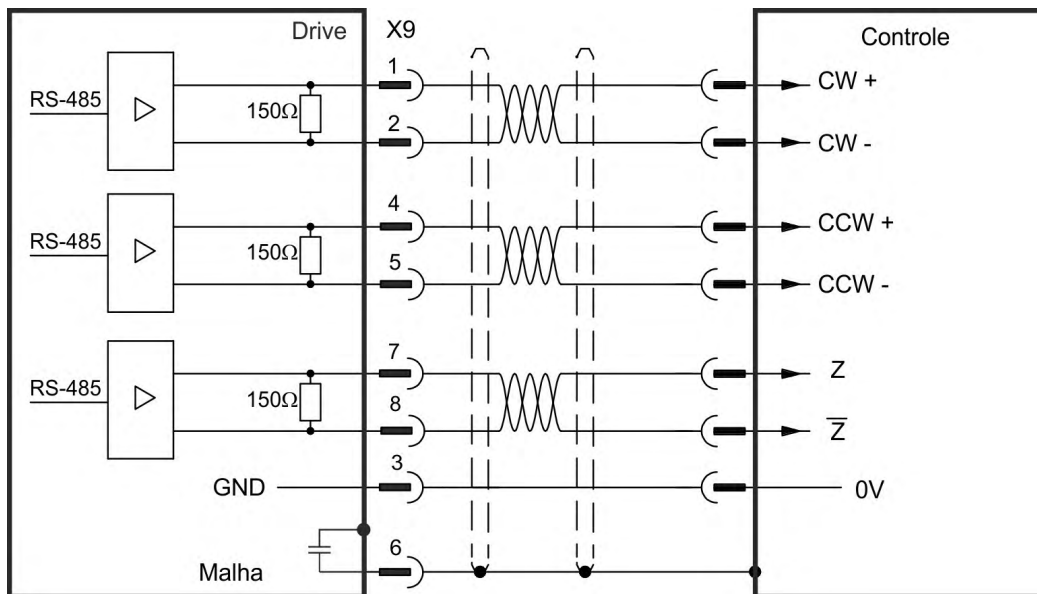 Drive X9 Controle
1 CW +
RS-485 150Ω
2 CW -
4 CCW +
RS-485 150Ω
5 CCW -
7 Z
RS-485 150Ω
8 Z̅
GND 3 0V
Malha 6